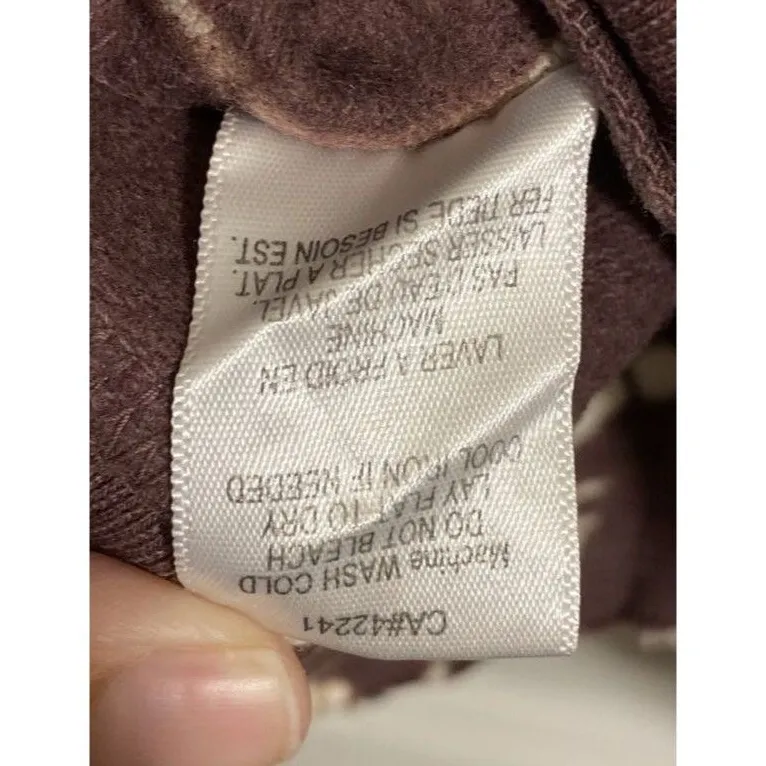 CA#42241
Machine WASH COLD
DO NOT BLEACH
LAY FLAT TO DRY
COOL IRON IF NEEDED
LAVER A FROID EN
MACHINE
PAS D'EAU DE JAVEL.
LAISSER SECHER A PLAT.
FER TIEDE SI BESOIN EST.